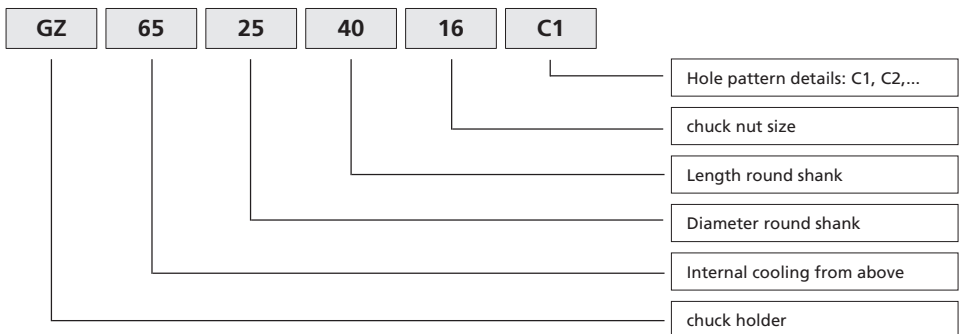 GZ 65 25 40 16 C1
Hole pattern details: C1, C2,...
chuck nut size
Length round shank
Diameter round shank
Internal cooling from above
chuck holder